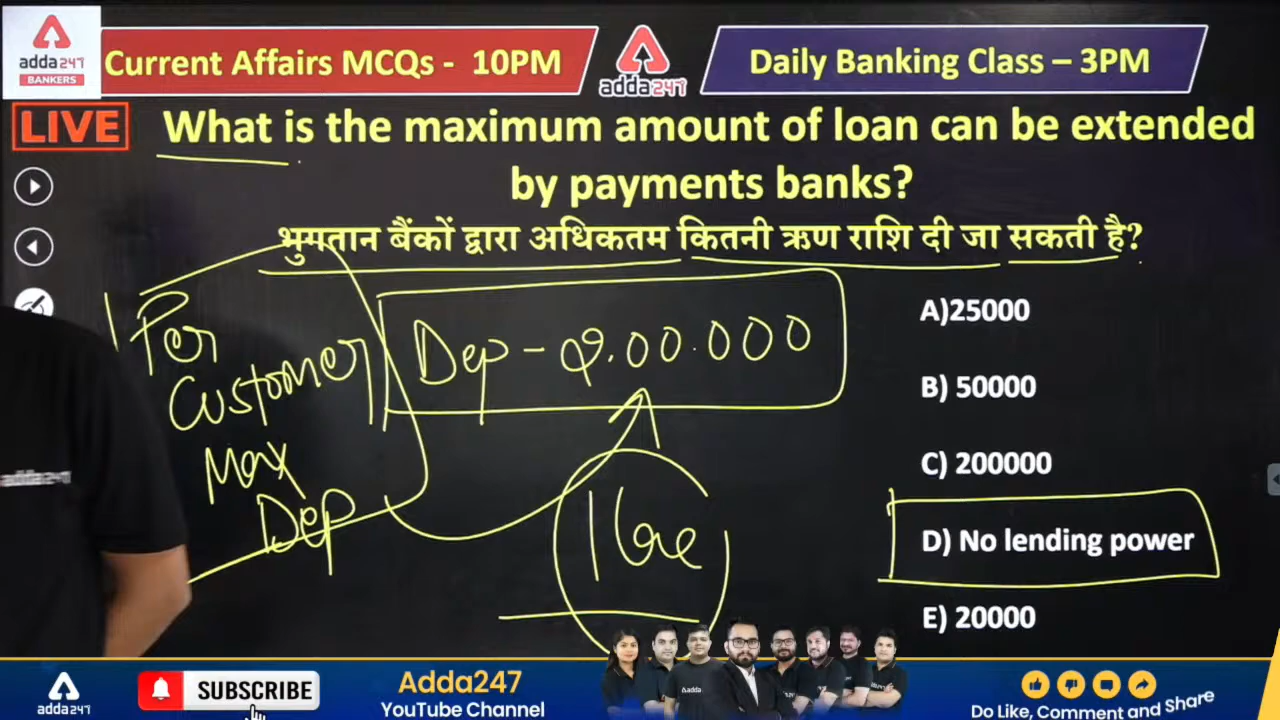 adda247
BANKERS
Current Affairs MCQs - 10PM
adda247
Daily Banking Class – 3PM
LIVE
What is the maximum amount of loan can be extended
by payments banks?
भुगतान बैंकों द्वारा अधिकतम कितनी ऋण राशि दी जा सकती है?
Per
Customer
Max
Dep
Dep - 2.00.000
A)25000
B) 50000
C) 200000
D) No lending power
E) 20000
adda247
adda247
SUBSCRIBE
Adda247
YouTube Channel
Do Like, Comment and Share